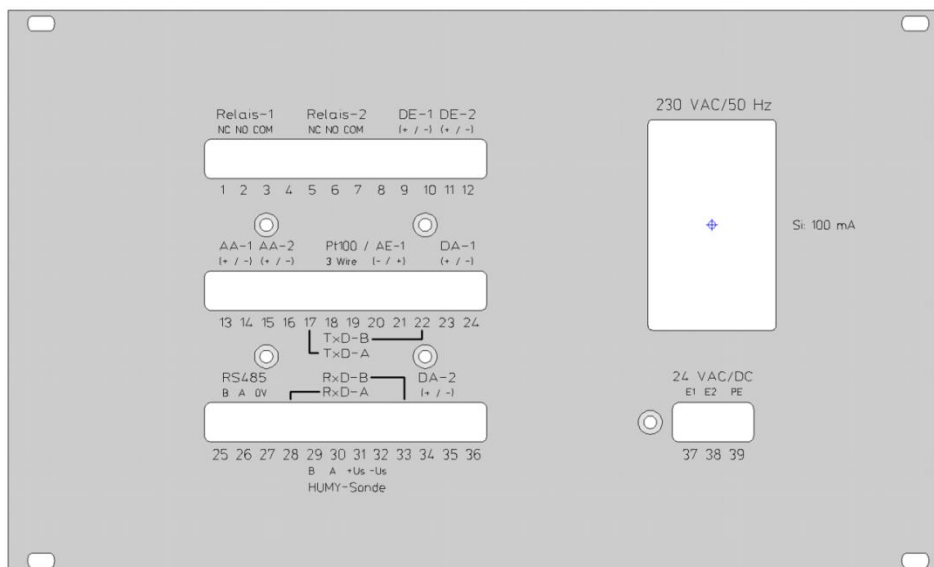 Relais-1 Relais-2 DE-1 DE-2 230 VAC/50 Hz
NC NO COM NC NO COM (+ / -) (+ / -)
1 2 3 4 5 6 7 8 9 10 11 12
Si: 100 mA
AA-1 AA-2 Pt100 / AE-1 DA-1
(+ / -) (+ / -) 3 Wire (- / +) (+ / -)
13 14 15 16 17 18 19 20 21 22 23 24
TxD-B
TxD-A
RS485 RxD-B DA-2 24 VAC/DC
B A 0V RxD-A (+ / -) E1 E2 PE
25 26 27 28 29 30 31 32 33 34 35 36 37 38 39
B A +Us -Us
HUMY-Sonde